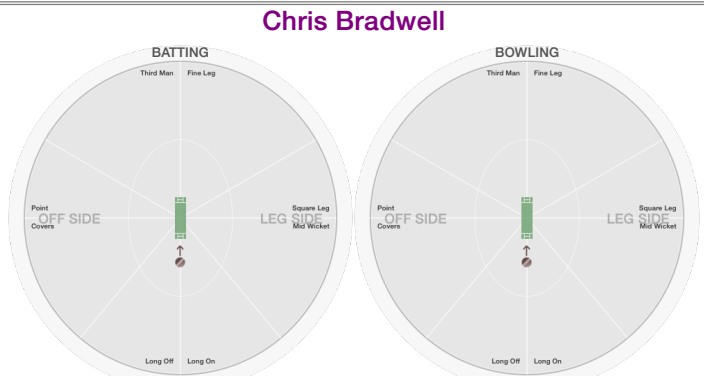 Chris Bradwell
BATTING
Third Man Fine Leg
Point
OFF SIDE
Covers
Square Leg
LEG SIDE
Mid Wicket
Long Off Long On
BOWLING
Third Man Fine Leg
Point
OFF SIDE
Covers
Square Leg
LEG SIDE
Mid Wicket
Long Off Long On